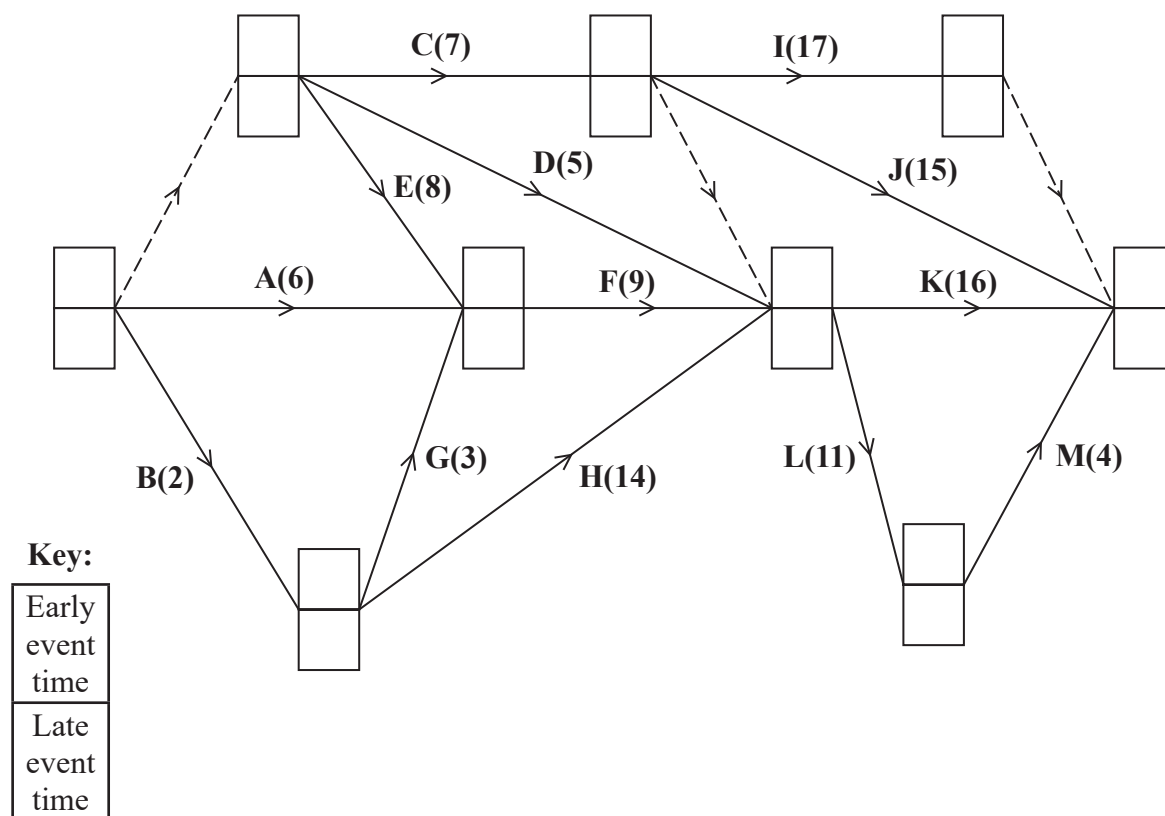 C(7)
I(17)
D(5)
J(15)
E(8)
A(6)
F(9)
K(16)
B(2)
G(3)
H(14)
L(11)
M(4)
Key:
Early
event
time
Late
event
time